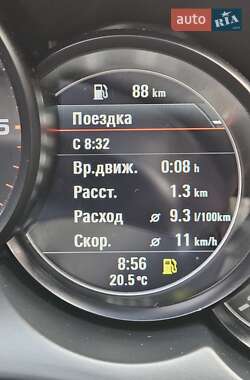 AUTO RIA
88 km
Поездка
С 8:32
Вр.движ. 0:08 h
Расст. 1.3 km
Расход ⌀ 9.3 l/100km
Скор. ⌀ 11 km/h
8:56
20.5 °C